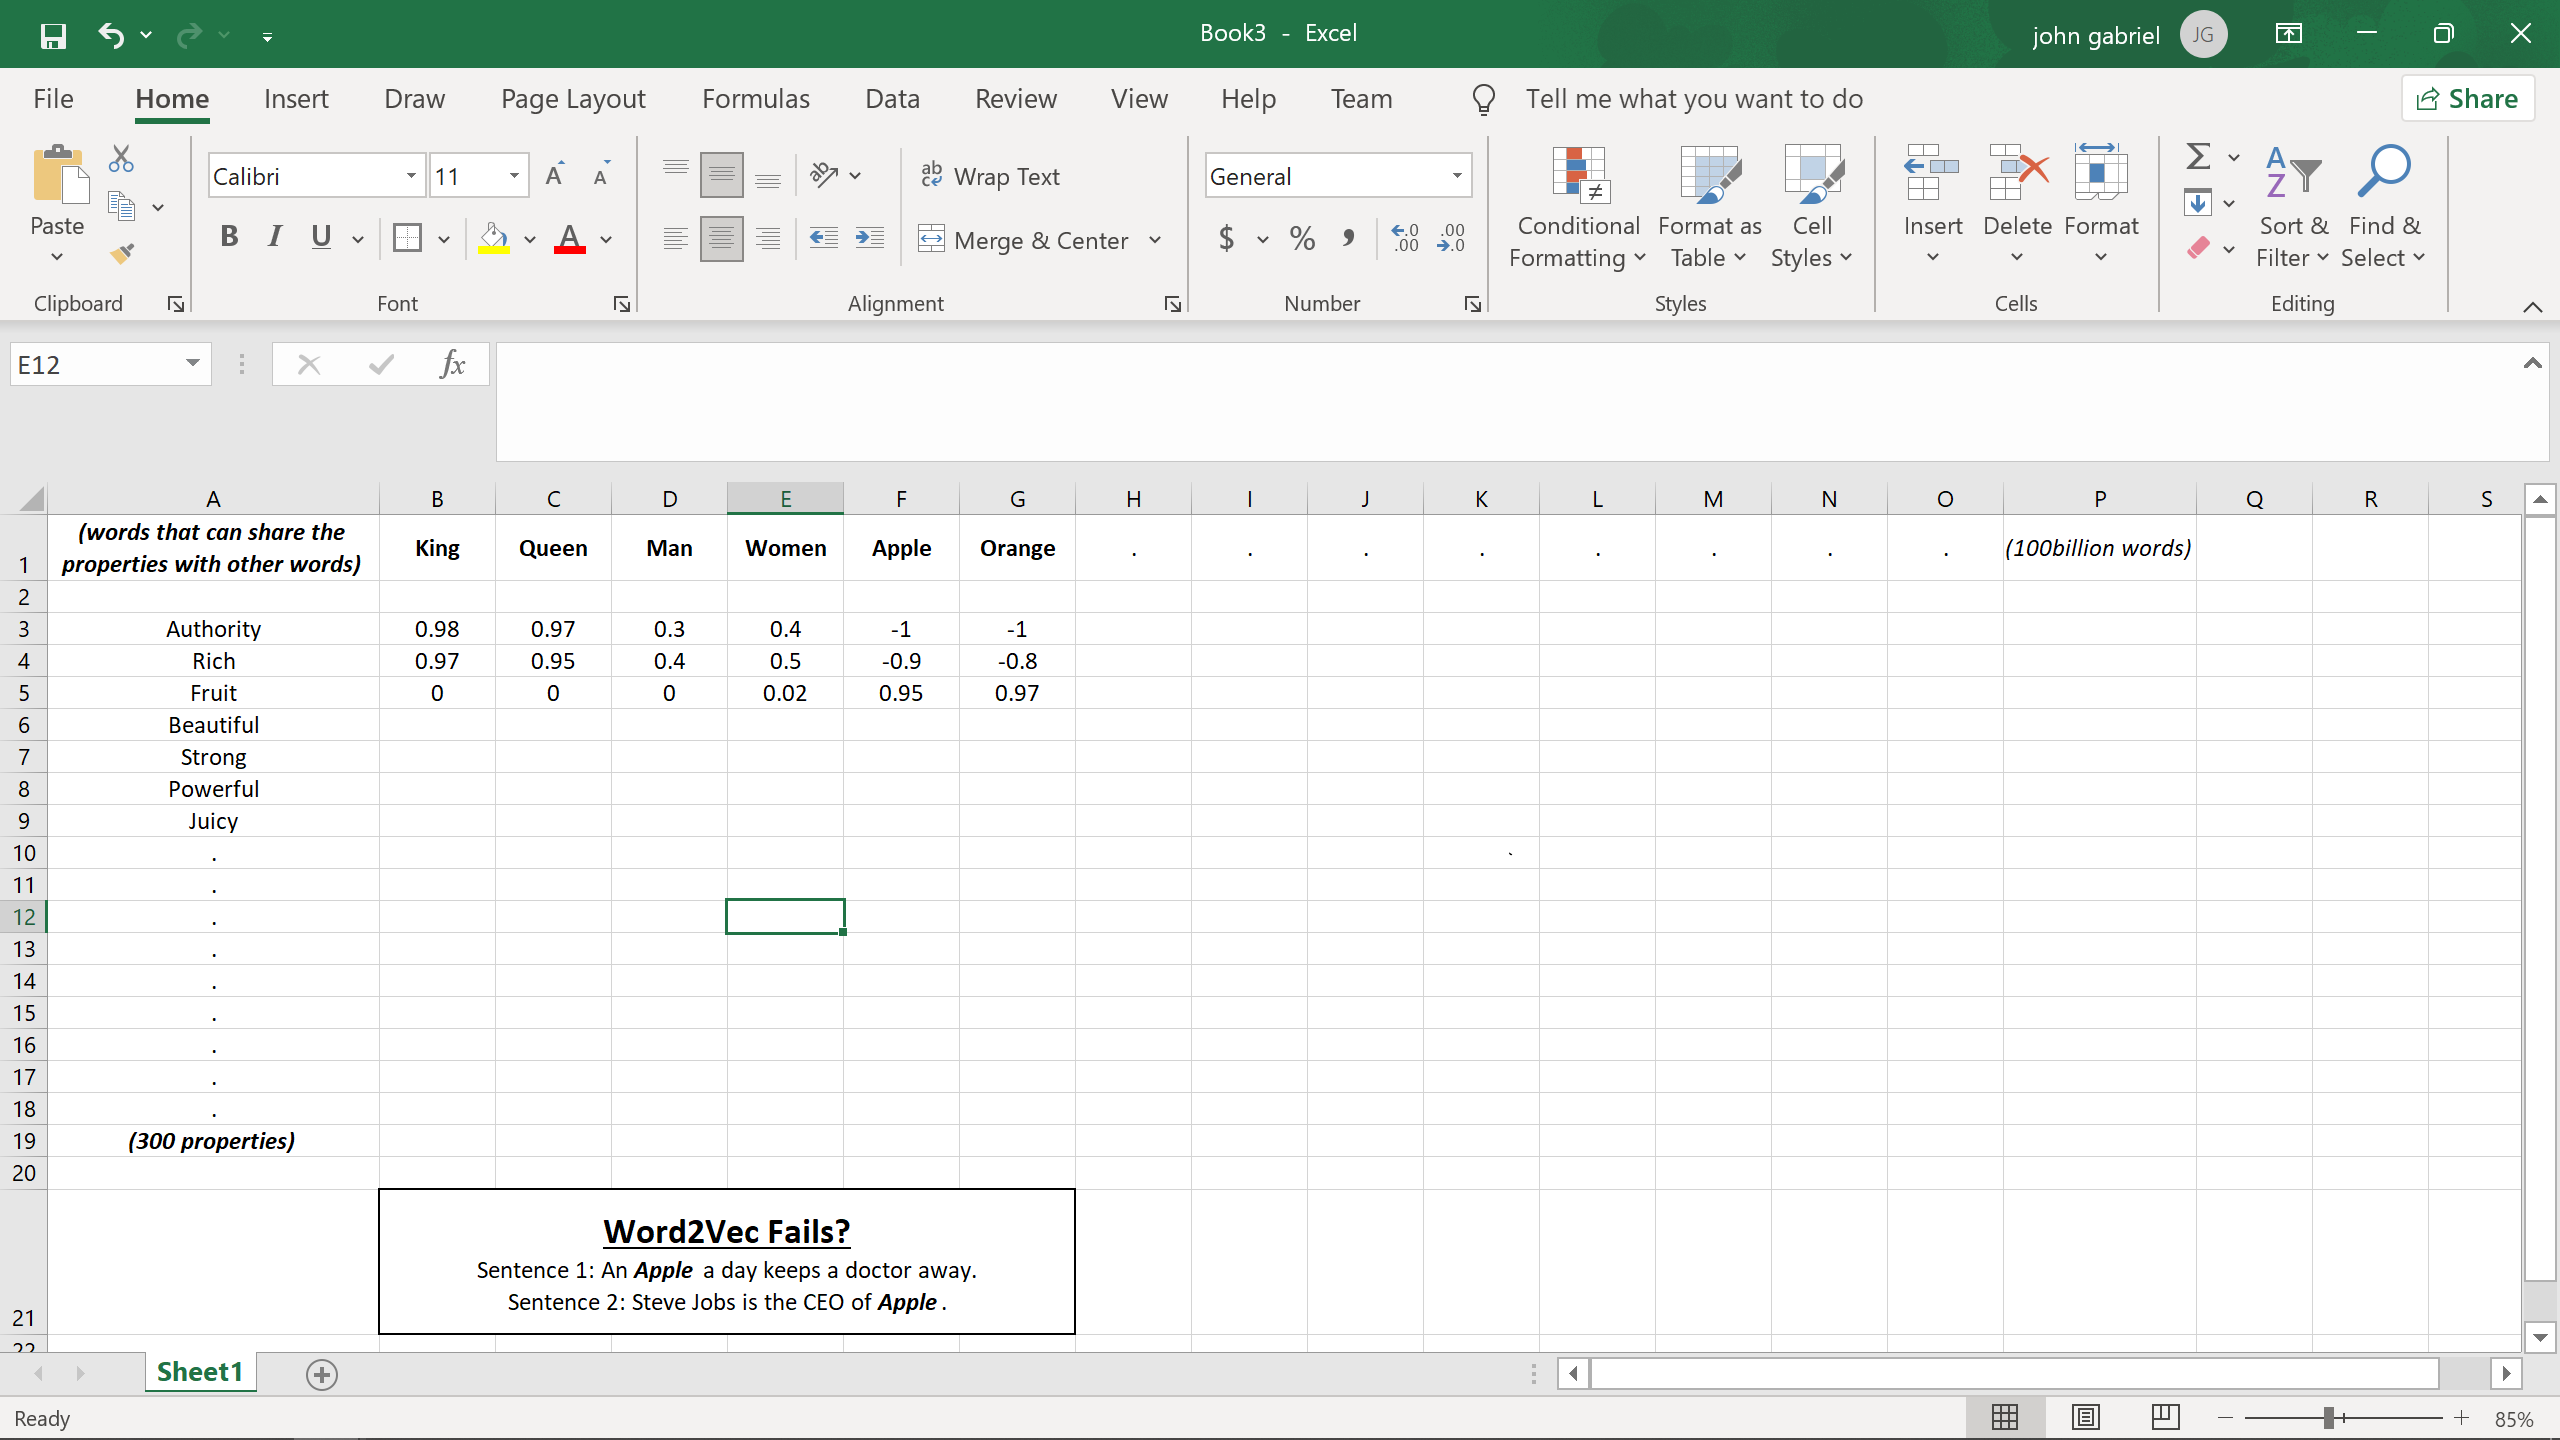 Book3 - Excel
john gabriel JG
File Home Insert Draw Page Layout Formulas Data Review View Help Team Tell me what you want to do Share
Calibri 11 Wrap Text General
Paste B I U A Merge & Center $ % Conditional Formatting Format as Table Cell Styles Insert Delete Format Sort & Filter Find & Select
Clipboard Font Alignment Number Styles Cells Editing
E12 fx
A B C D E F G H I J K L M N O P Q R S
1 (words that can share the properties with other words) King Queen Man Women Apple Orange . . . . . . . . (100billion words)
2
3 Authority 0.98 0.97 0.3 0.4 -1 -1
4 Rich 0.97 0.95 0.4 0.5 -0.9 -0.8
5 Fruit 0 0 0 0.02 0.95 0.97
6 Beautiful
7 Strong
8 Powerful
9 Juicy
10 . `
11 .
12 .
13 .
14 .
15 .
16 .
17 .
18 .
19 (300 properties)
20
Word2Vec Fails?
Sentence 1: An Apple a day keeps a doctor away.
21 Sentence 2: Steve Jobs is the CEO of Apple.
22
Sheet1
Ready 85%